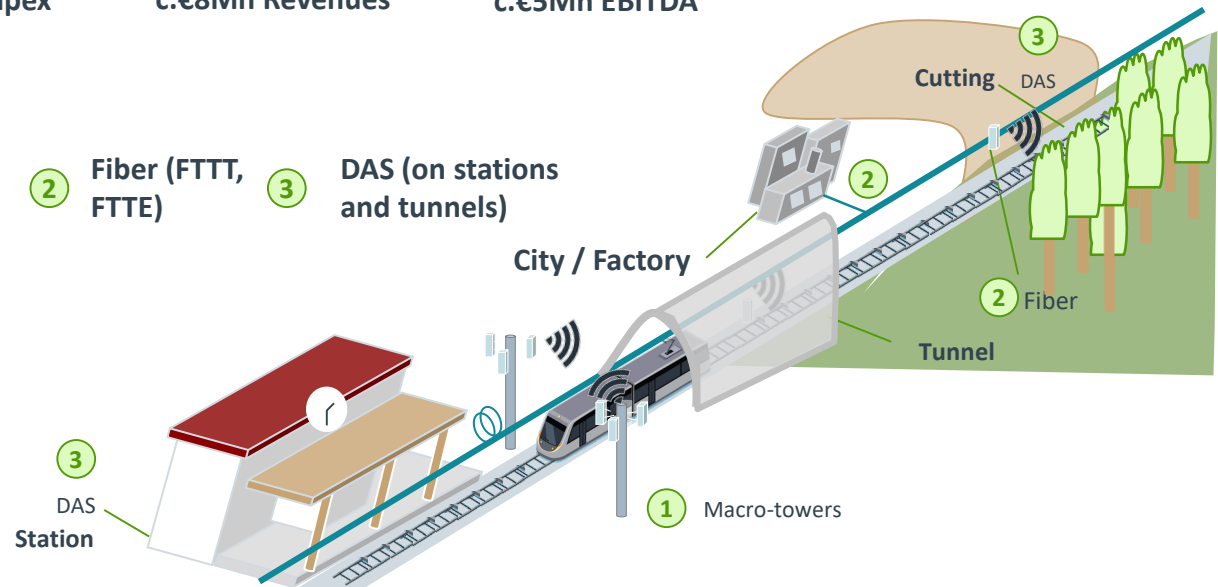 c.€8Mn Revenues
c.€5Mn EBITDA
3
Cutting
DAS
2
Fiber (FTTT,
FTTE)
3
DAS (on stations
and tunnels)
2
City / Factory
2
Fiber
Tunnel
3
DAS
Station
1
Macro-towers